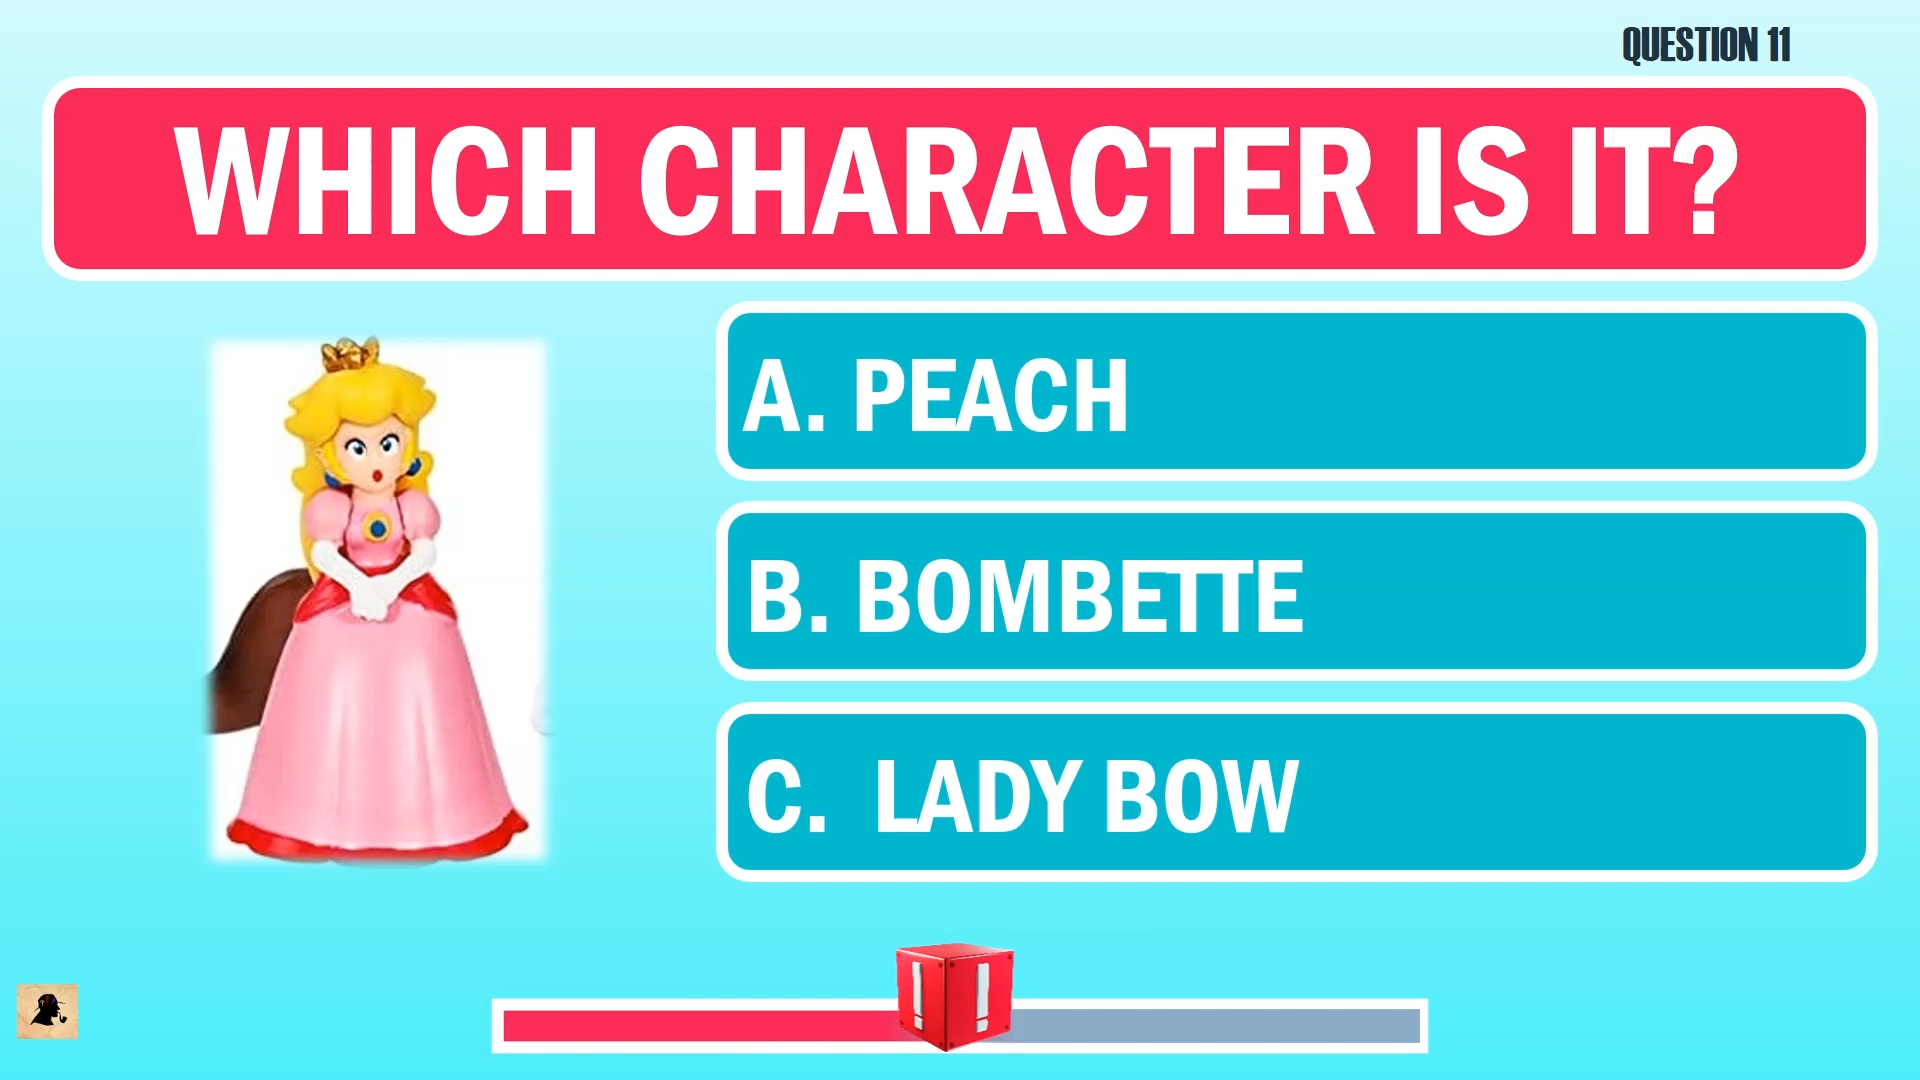 QUESTION 11
WHICH CHARACTER IS IT?
A. PEACH
B. BOMBETTE
C. LADY BOW